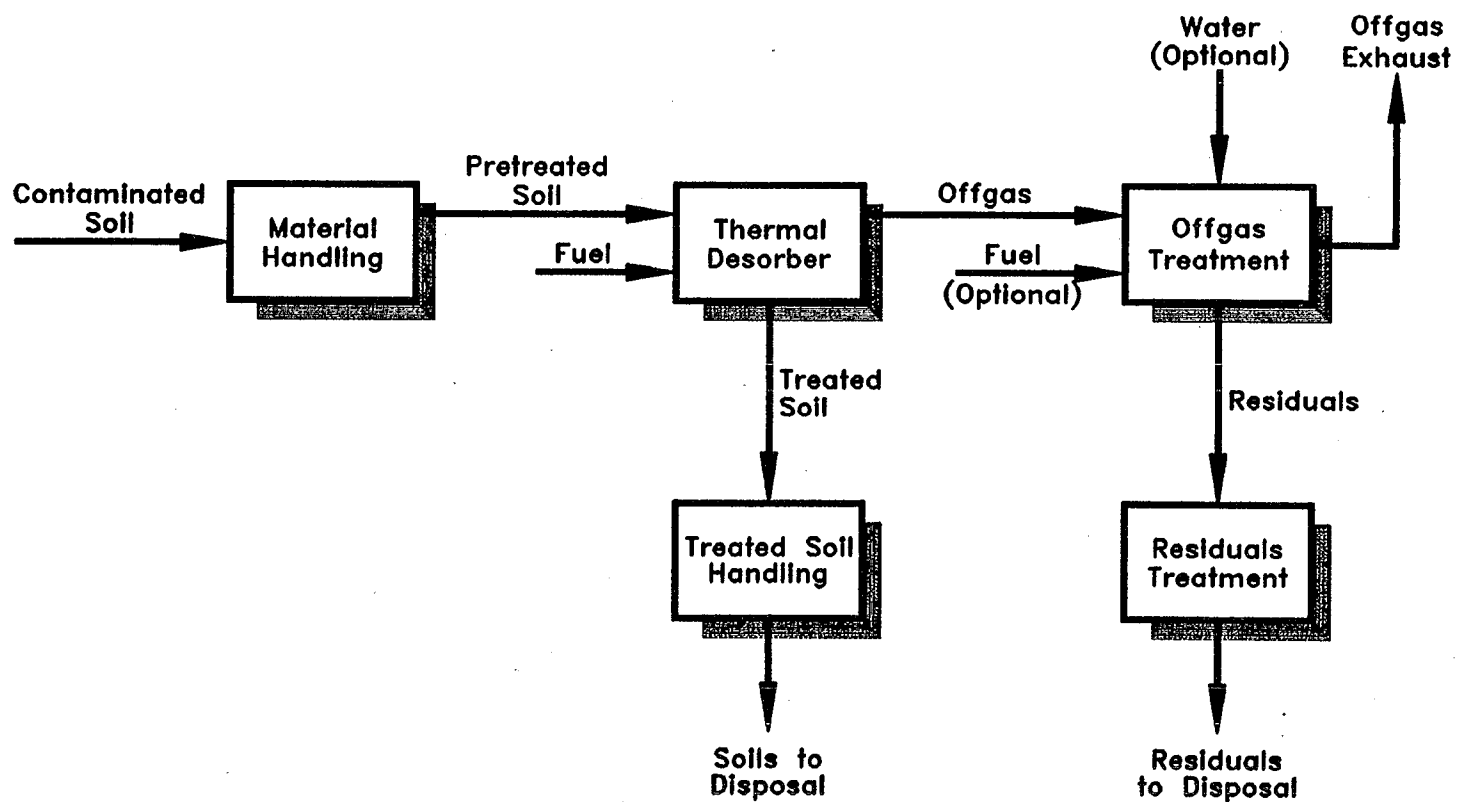 Water
(Optional)
Offgas
Exhaust
Contaminated
Soil
Material
Handling
Pretreated
Soil
Fuel
Thermal
Desorber
Offgas
Fuel
(Optional)
Offgas
Treatment
Treated
Soil
Residuals
Treated Soil
Handling
Residuals
Treatment
Soils to
Disposal
Residuals
to Disposal